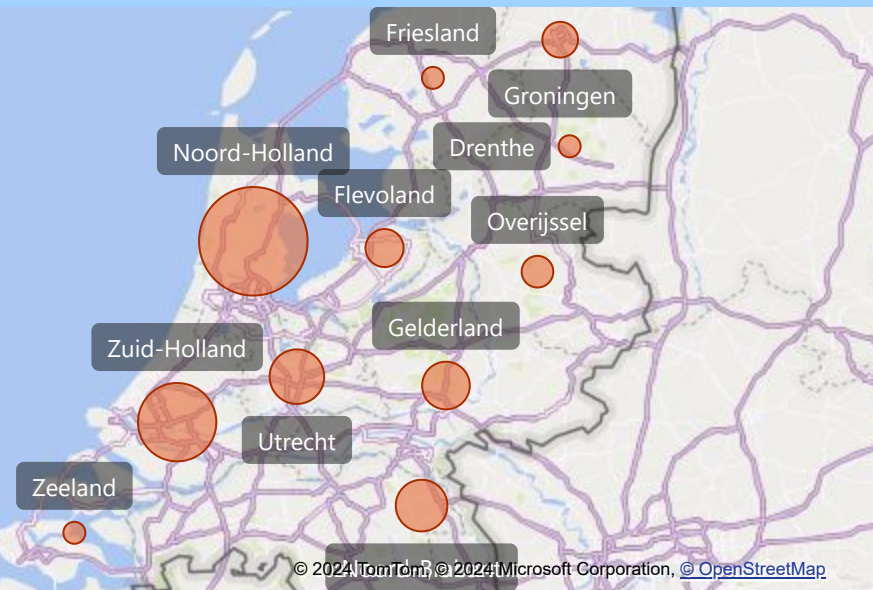 Friesland
Groningen
Drenthe
Noord-Holland
Flevoland
Overijssel
Gelderland
Zuid-Holland
Utrecht
Zeeland
© 2024 TomTom, © 2024 Microsoft Corporation, © OpenStreetMap